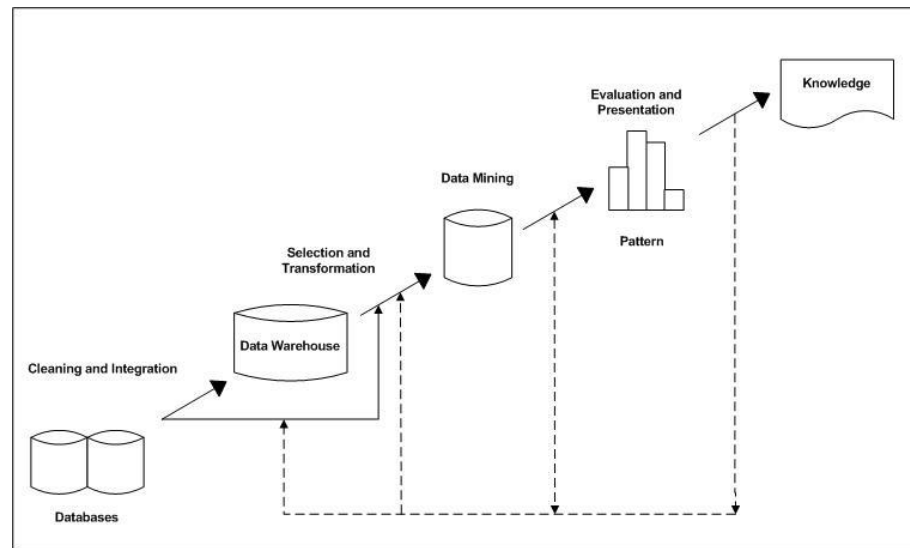 Knowledge
Evaluation and
Presentation
Data Mining
Pattern
Selection and
Transformation
Data Warehouse
Cleaning and Integration
Databases